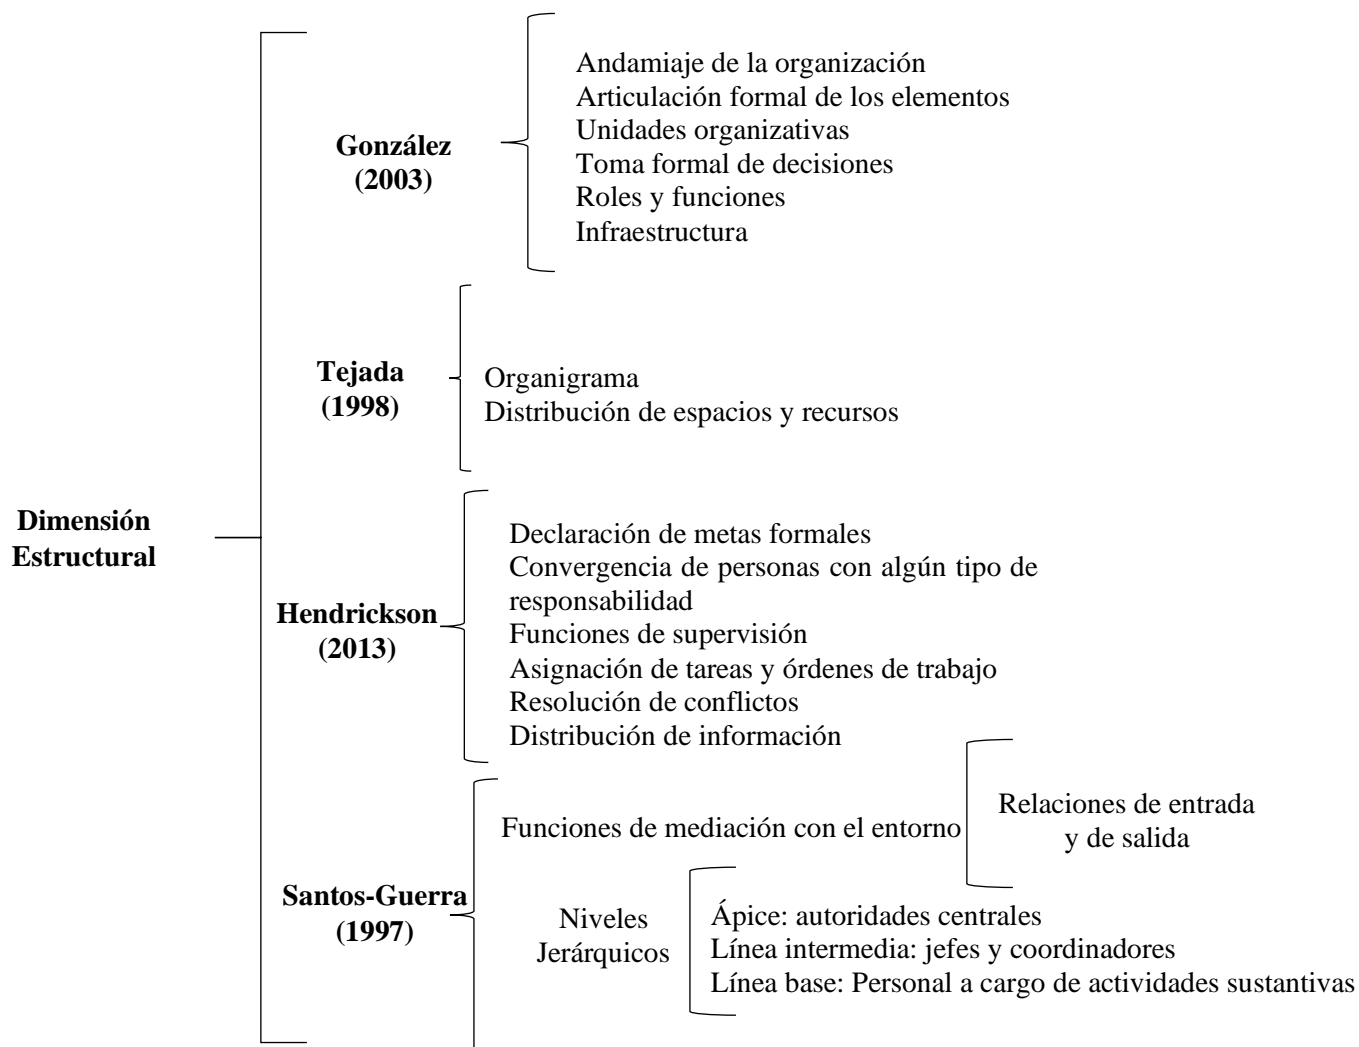 Dimensión
Estructural
González
(2003)
Andamiaje de la organización
Articulación formal de los elementos
Unidades organizativas
Toma formal de decisiones
Roles y funciones
Infraestructura
Tejada
(1998)
Organigrama
Distribución de espacios y recursos
Hendrickson
(2013)
Declaración de metas formales
Convergencia de personas con algún tipo de
responsabilidad
Funciones de supervisión
Asignación de tareas y órdenes de trabajo
Resolución de conflictos
Distribución de información
Santos-Guerra
(1997)
Funciones de mediación con el entorno
Relaciones de entrada
y de salida
Niveles
Jerárquicos
Ápice: autoridades centrales
Línea intermedia: jefes y coordinadores
Línea base: Personal a cargo de actividades sustantivas